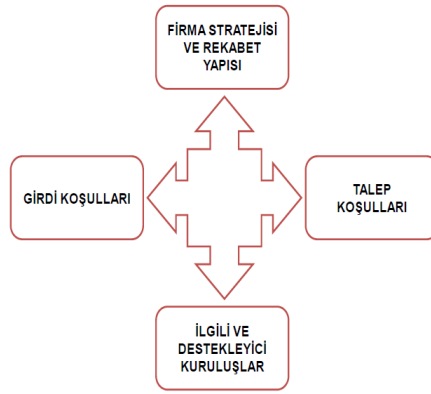 FİRMA STRATEJİSİ
VE REKABET
YAPISI
GİRDİ KOŞULLARI
TALEP
KOŞULLARI
İLGİLİ VE
DESTEKLEYİCİ
KURULUŞLAR